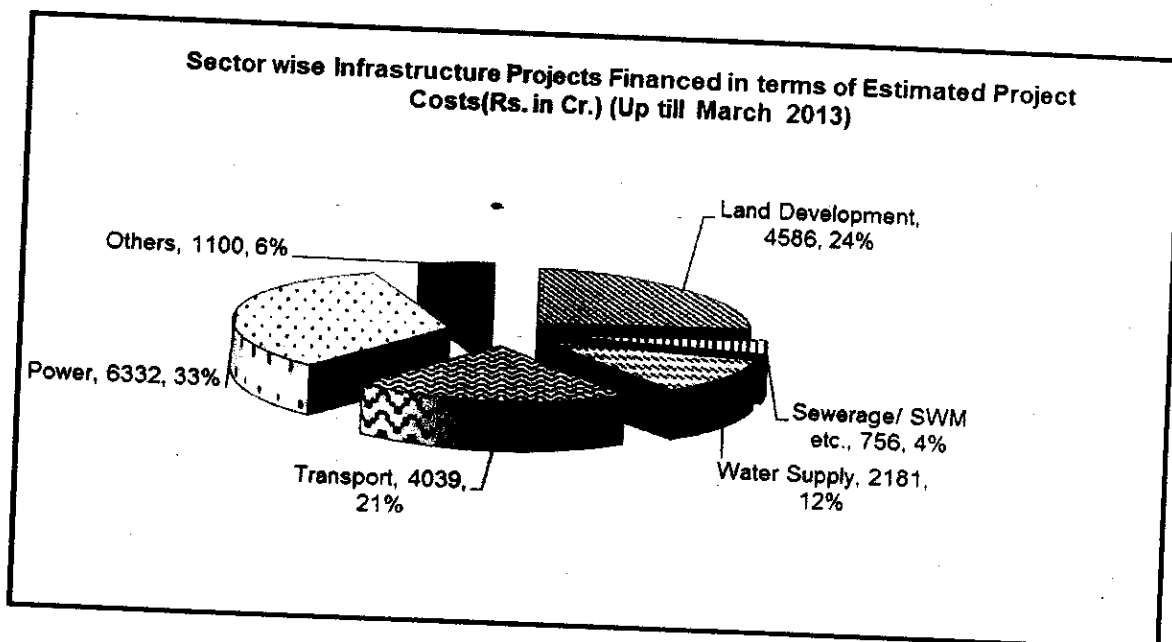 Sector wise Infrastructure Projects Financed in terms of Estimated Project
Costs(Rs. in Cr.) (Up till March 2013)
Land Development,
4586, 24%
Others, 1100, 6%
Power, 6332, 33%
Sewerage/ SWM
etc., 756, 4%
Water Supply, 2181,
12%
Transport, 4039,
21%